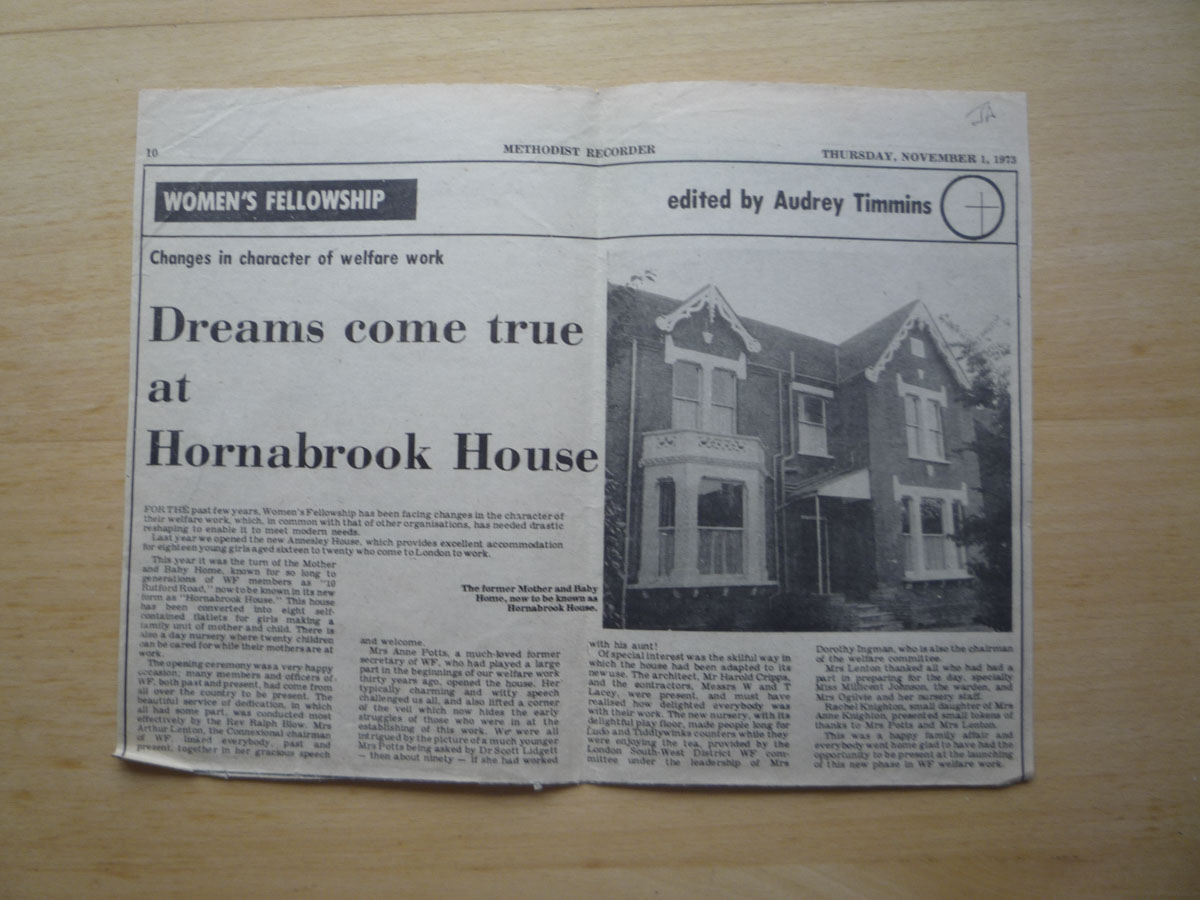 JA
10
METHODIST RECORDER
THURSDAY, NOVEMBER 1, 1973
WOMEN'S FELLOWSHIP
edited by Audrey Timmins
Changes in character of welfare work
Dreams come true
at
Hornabrook House
FOR THE past few years, Women's Fellowship has been facing changes in the character of
their welfare work, which, in common with that of other organisations, has needed drastic
reshaping to enable it to meet modern needs.
Last year we opened the new Annesley House, which provides excellent accommodation
for eighteen young girls aged sixteen to twenty who come to London to work.
This year it was the turn of the Mother
and Baby Home, known for so long to
generations of WF members as "10
Rutford Road," now to be known in its new
form as "Hornabrook House." This house
has been converted into eight self-
contained flatlets for girls making a
family unit of mother and child. There is
also a day nursery where twenty children
can be cared for while their mothers are at
work.
The opening ceremony was a very happy
occasion; many members and officers of
WF, both past and present, had come from
all over the country to be present. The
beautiful service of dedication, in which
all had some part, was conducted most
effectively by the Rev Ralph Blow. Mrs
Arthur Lenton, the Connexional chairman
of WF, linked everybody, past and
present, together in her gracious speech
The former Mother and Baby
Home, now to be known as
Hornabrook House.
and welcome.
Mrs Anne Potts, a much-loved former
secretary of WF, who had played a large
part in the beginnings of our welfare work
thirty years ago, opened the house. Her
typically charming and witty speech
challenged us all, and also lifted a corner
of the veil which now hides the early
struggles of those who were in at the
establishing of this work. We were all
intrigued by the picture of a much younger
Mrs Potts being asked by Dr Scott Lidgett
— then about ninety — if she had worked
with his aunt!
Of special interest was the skilful way in
which the house had been adapted to its
new use. The architect, Mr Harold Cripps,
and the contractors, Messrs W and T
Lacey, were present, and must have
realised how delighted everybody was
with their work. The new nursery, with its
delightful play floor, made people long for
Ludo and Tiddlywinks counters while they
were enjoying the tea, provided by the
London South-West District WF com-
mittee under the leadership of Mrs
Dorothy Ingman, who is also the chairman
of the welfare committee.
Mrs Lenton thanked all who had had a
part in preparing for the day, specially
Miss Millicent Johnson, the warden, and
Mrs Ogilvie and her nursery staff.
Rachel Knighton, small daughter of Mrs
Anne Knighton, presented small tokens of
thanks to Mrs Potts and Mrs Lenton.
This was a happy family affair and
everybody went home glad to have had the
opportunity to be present at the launching
of this new phase in WF welfare work.